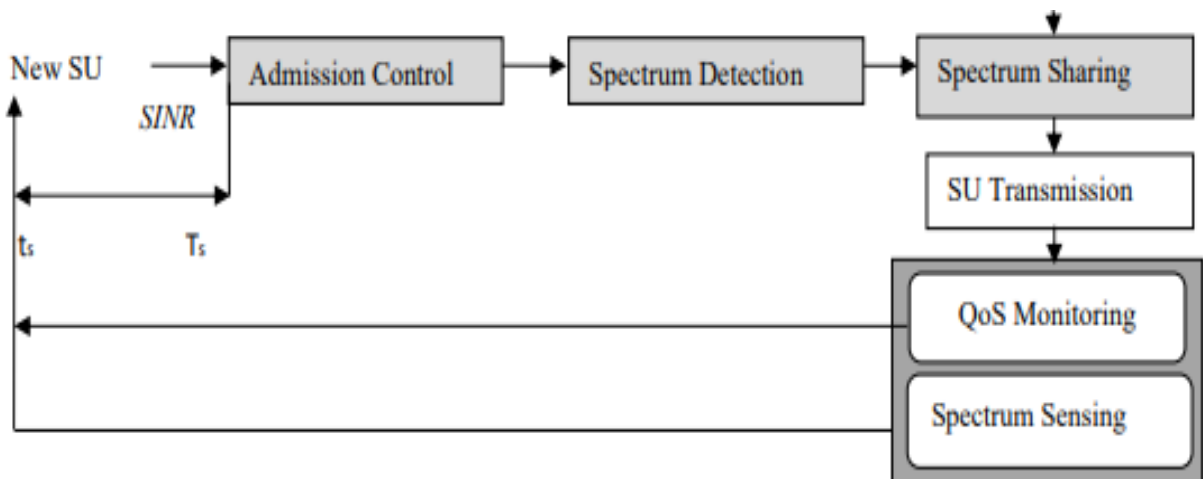 New SU
Admission Control
Spectrum Detection
Spectrum Sharing
SINR
SU Transmission
ts
Ts
QoS Monitoring
Spectrum Sensing